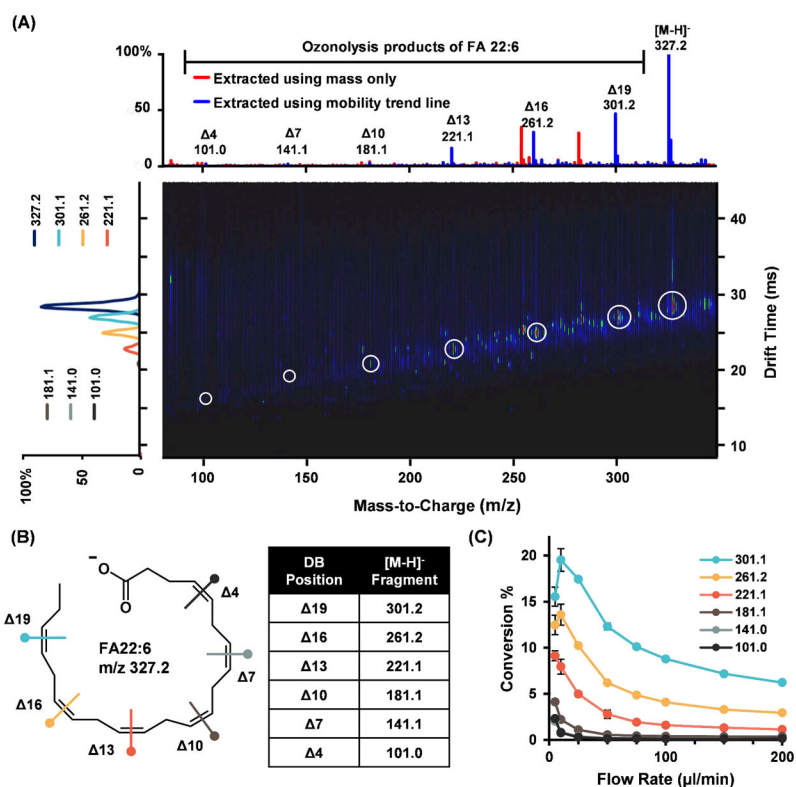 (A)
[M-H]-
327.2
100%
Ozonolysis products of FA 22:6
Extracted using mass only
Extracted using mobility trend line
Δ19
301.2
50
Δ16
261.2
Δ13
221.1
Δ4
101.0
Δ7
141.1
Δ10
181.1
0
327.2
301.1
261.2
221.1
181.1
141.0
101.0
100%
50
0
40
30
20
10
Drift Time (ms)
100
150
200
250
300
Mass-to-Charge (m/z)
(B)
O
O
Δ4
Δ19
FA22:6
m/z 327.2
Δ7
Δ16
Δ13
Δ10
DB Position [M-H]- Fragment
Δ19 301.2
Δ16 261.2
Δ13 221.1
Δ10 181.1
Δ7 141.1
Δ4 101.0
(C)
20
15
10
5
0
Conversion %
301.1
261.2
221.1
181.1
141.0
101.0
0 50 100 150 200
Flow Rate (µl/min)